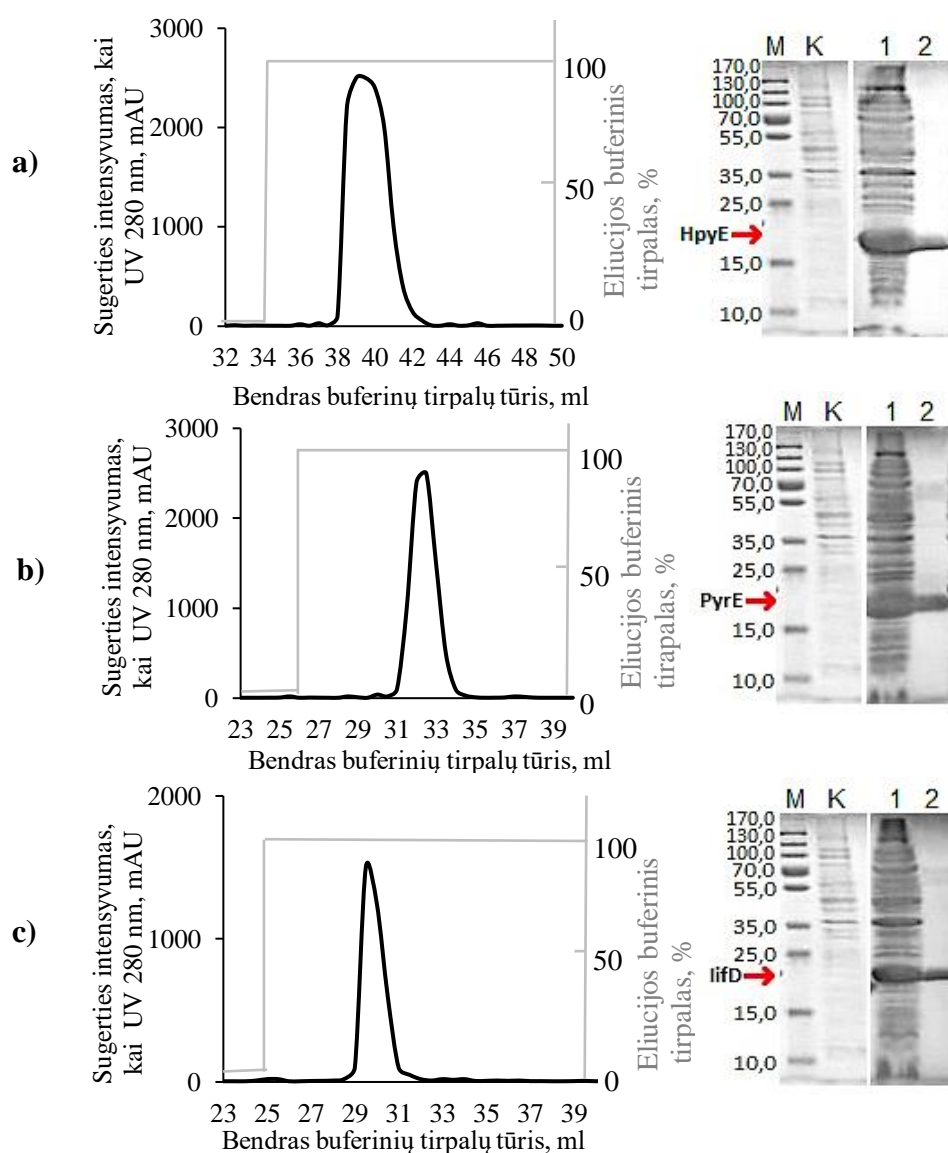 a)
Sugerties intensyvumas, kai
UV 280 nm, mAU
3000
2000
1000
0
32 34 36 38 40 42 44 46 48 50
Bendras buferinų tirpalų tūris, ml
100
50
0
Eliucijos buferinis
tirpalas, %
M K 1 2
170,0
130,0
100,0
70,0
55,0
35,0
25,0
HpyE
15,0
10,0
b)
Sugerties intensyvumas,
kai UV 280 nm, mAU
3000
2000
1000
0
23 25 27 29 31 33 35 37 39
Bendras buferinių tirpalų tūris, ml
100
50
0
Eliucijos buferinis
tirapalas, %
M K 1 2
170,0
130,0
100,0
70,0
55,0
35,0
25,0
PyrE
15,0
10,0
c)
Sugerties intensyvumas,
kai UV 280 nm, mAU
2000
1000
0
23 25 27 29 31 33 35 37 39
Bendras buferinių tirpalų tūris, ml
100
50
0
Eliucijos buferinis
tirpalas, %
M K 1 2
170,0
130,0
100,0
70,0
55,0
35,0
25,0
IifD
15,0
10,0